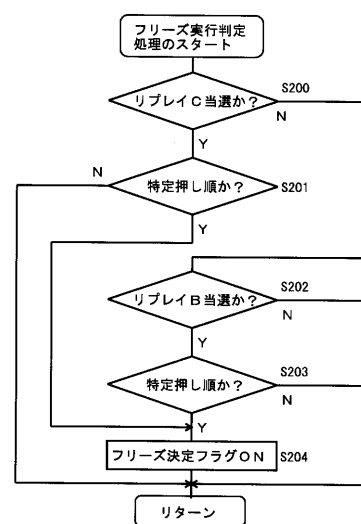 フリーズ実行判定
処理のスタート
S200
リプレイC当選か?
N
Y
N
特定押し順か?
S201
Y
S202
リプレイB当選か?
N
Y
S203
特定押し順か?
N
Y
フリーズ決定フラグON
S204
リターン